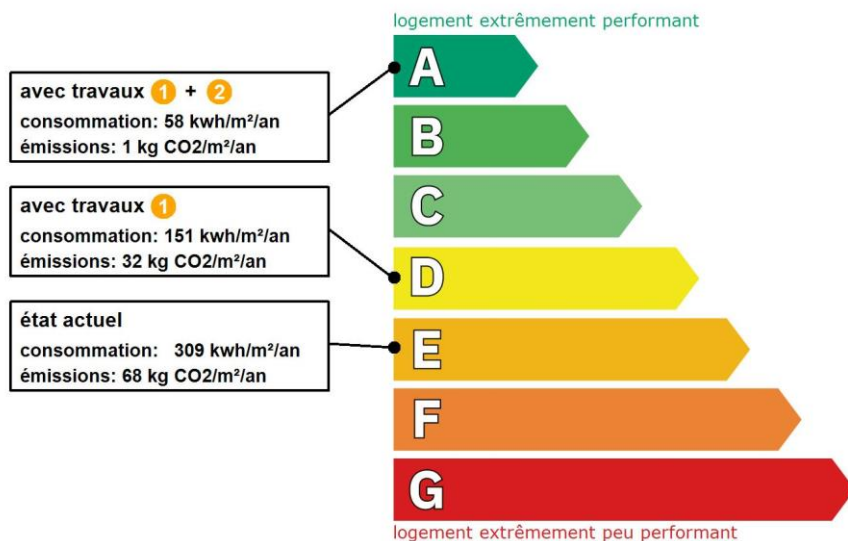 logement extrêmement performant
A
avec travaux 1 + 2
consommation: 58 kwh/m²/an
émissions: 1 kg CO2/m²/an
B
C
avec travaux 1
consommation: 151 kwh/m²/an
émissions: 32 kg CO2/m²/an
D
état actuel
consommation: 309 kwh/m²/an
émissions: 68 kg CO2/m²/an
E
F
G
logement extrêmement peu performant